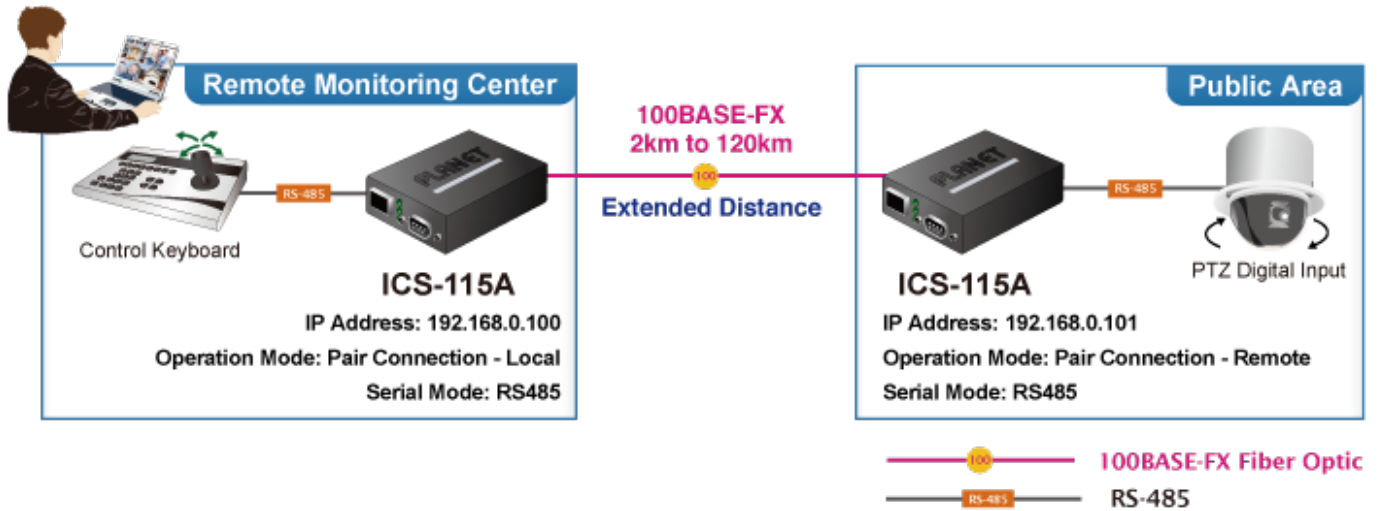 Remote Monitoring Center
RS-485
PLANET
Control Keyboard
ICS-115A
IP Address: 192.168.0.100
Operation Mode: Pair Connection - Local
Serial Mode: RS485
100BASE-FX
2km to 120km
100
Extended Distance
Public Area
PLANET
RS-485
PTZ Digital Input
ICS-115A
IP Address: 192.168.0.101
Operation Mode: Pair Connection - Remote
Serial Mode: RS485
100 100BASE-FX Fiber Optic
RS-485 RS-485